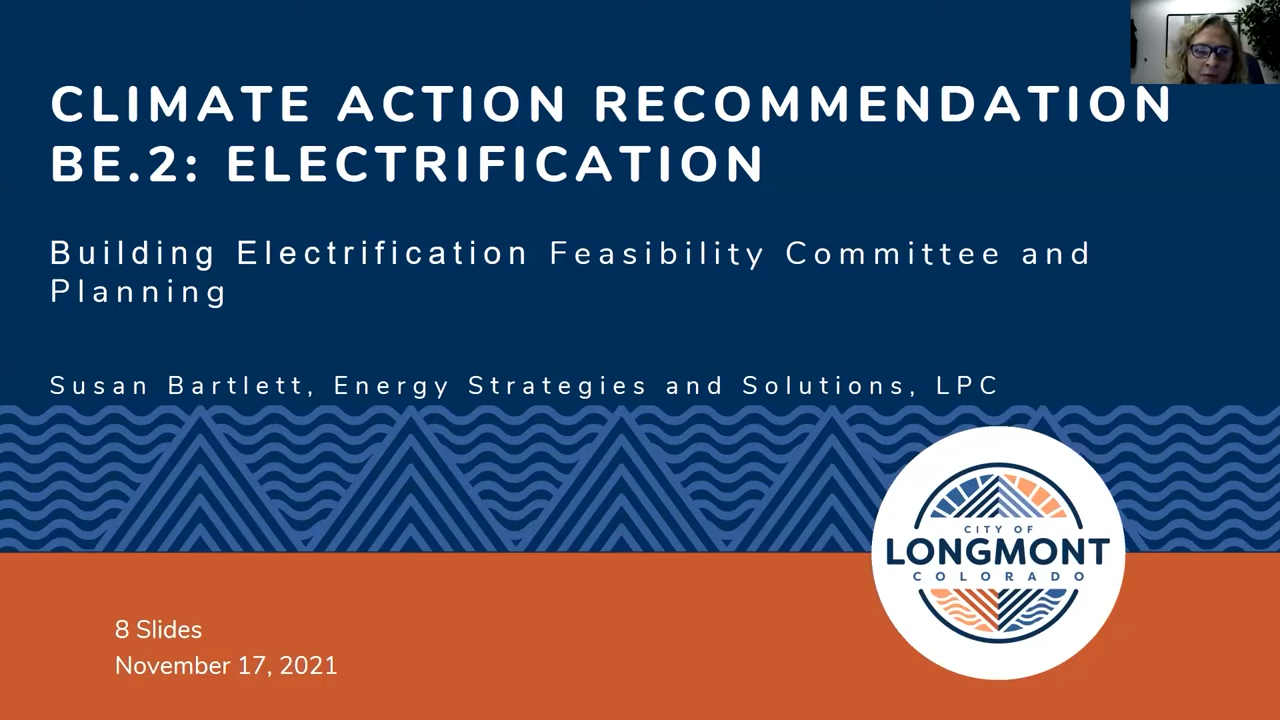 CLIMATE ACTION RECOMMENDATION
BE.2: ELECTRIFICATION
Building Electrification Feasibility Committee and
Planning
Susan Bartlett, Energy Strategies and Solutions, LPC
CITY OF
LONGMONT
COLORADO
8 Slides
November 17, 2021